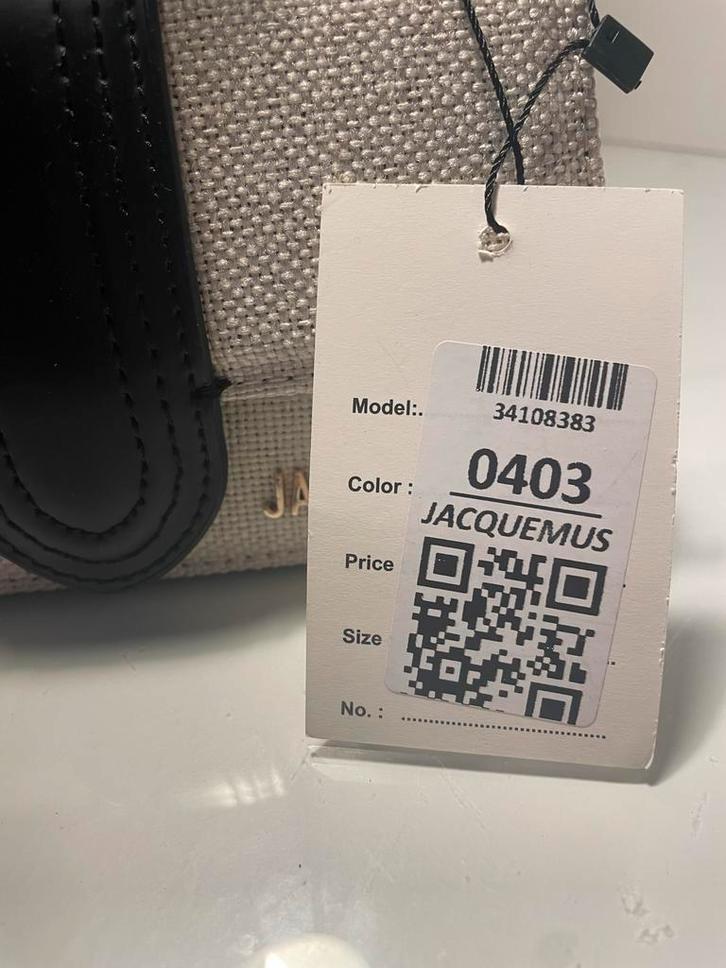 JA
Model:.
34108383
Color :
0403
JACQUEMUS
Price
Size
No. : ........................................